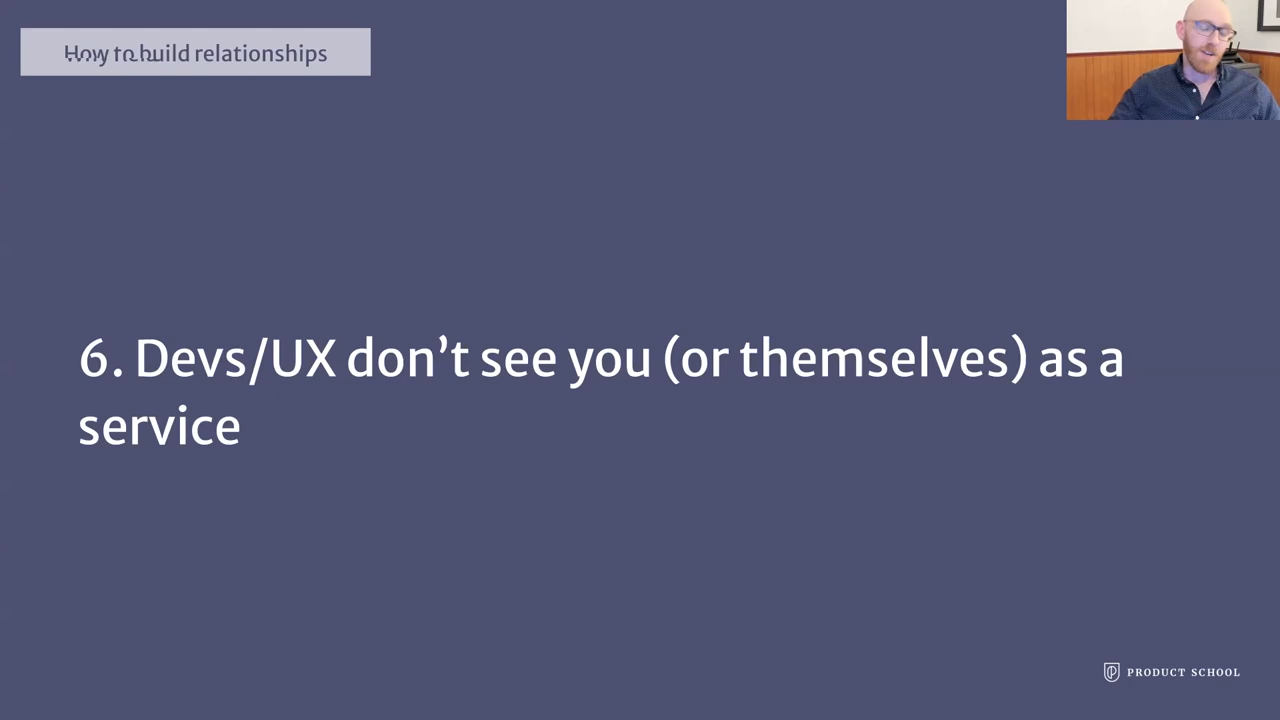 How to build relationships
6. Devs/UX don’t see you (or themselves) as a
service
PRODUCT SCHOOL